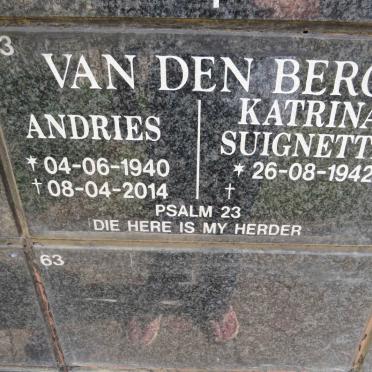 3
VAN DEN BERG
ANDRIES
* 04-06-1940
† 08-04-2014
KATRINA
SUIGNETT
* 26-08-1942
†
PSALM 23
DIE HERE IS MY HERDER
63